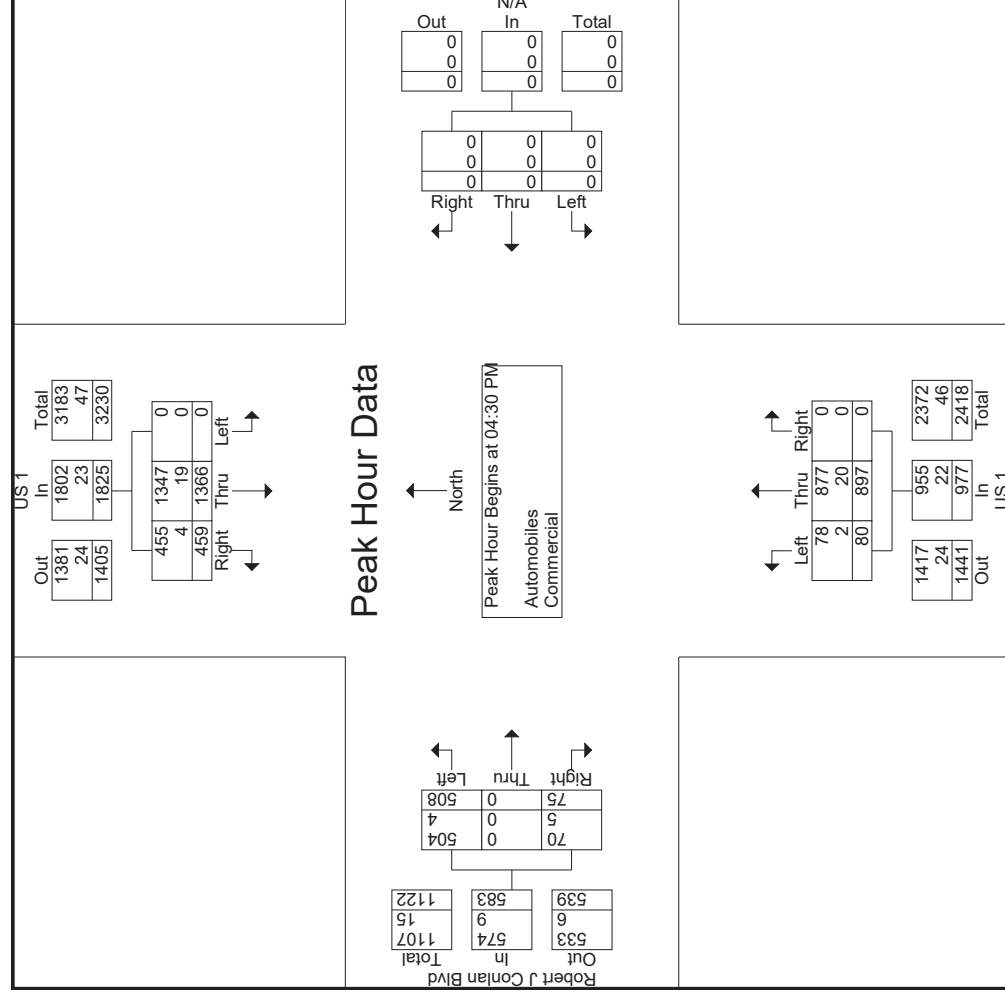 N/A
Out In Total
0 0 0
0 0 0
0 0 0
0 0 0
0 0 0
0 0 0
Right Thru Left
US 1
Out In Total
1381 1802 3183
24 23 47
1405 1825 3230
455 1347 0
4 19 0
459 1366 0
Right Thru Left
Peak Hour Data
North
Peak Hour Begins at 04:30 PM
Automobiles
Commercial
Left Thru Right
78 877 0
2 20 0
80 897 0
1417 955 2372
24 22 46
1441 977 2418
Out In Total
US 1
Left Thru Right
508 0 75
4 0 5
504 0 70
1122 583 539
15 9 6
1107 574 533
Total In Out
Robert J Conlan Blvd